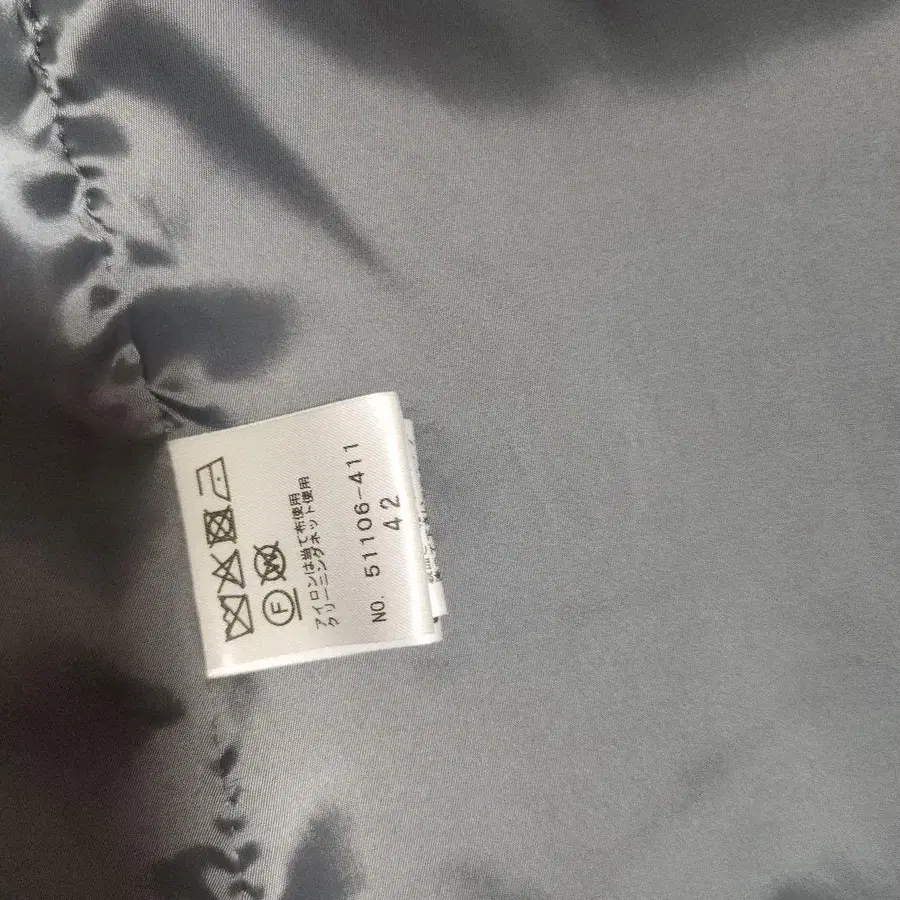 F
アイロンは当て布使用
クリーニングネット使用
NO. 51106-411
42